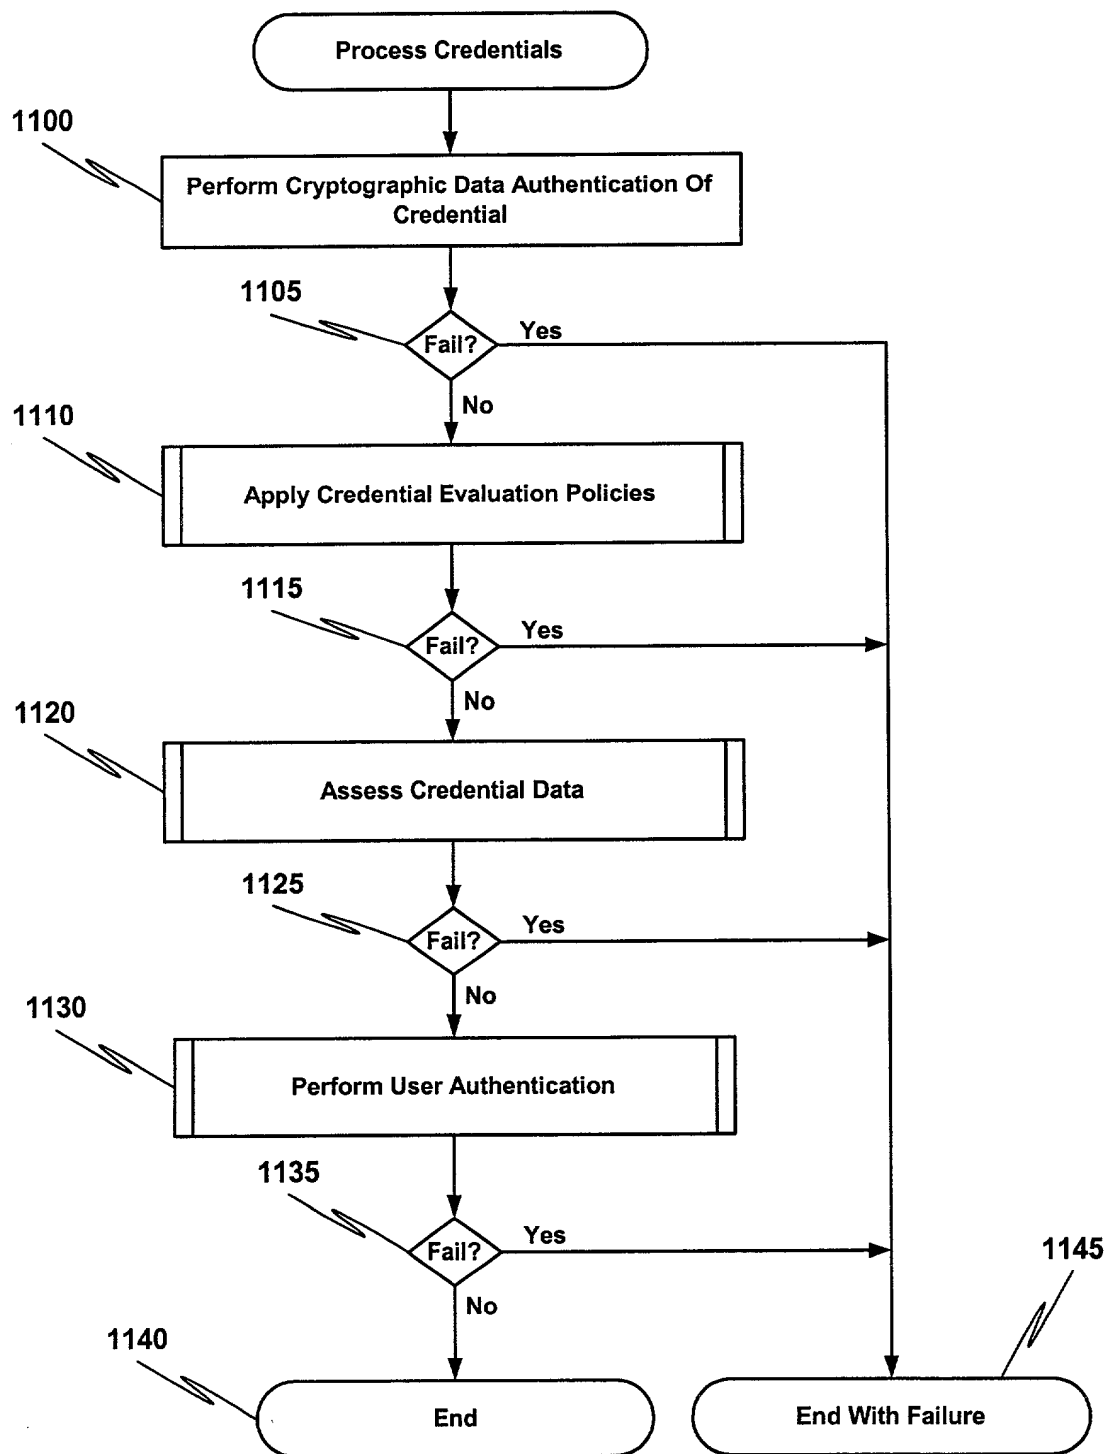 Process Credentials
1100
Perform Cryptographic Data Authentication Of
Credential
1105
Fail?
Yes
No
1110
Apply Credential Evaluation Policies
1115
Fail?
Yes
No
1120
Assess Credential Data
1125
Fail?
Yes
No
1130
Perform User Authentication
1135
Fail?
Yes
No
1145
1140
End
End With Failure